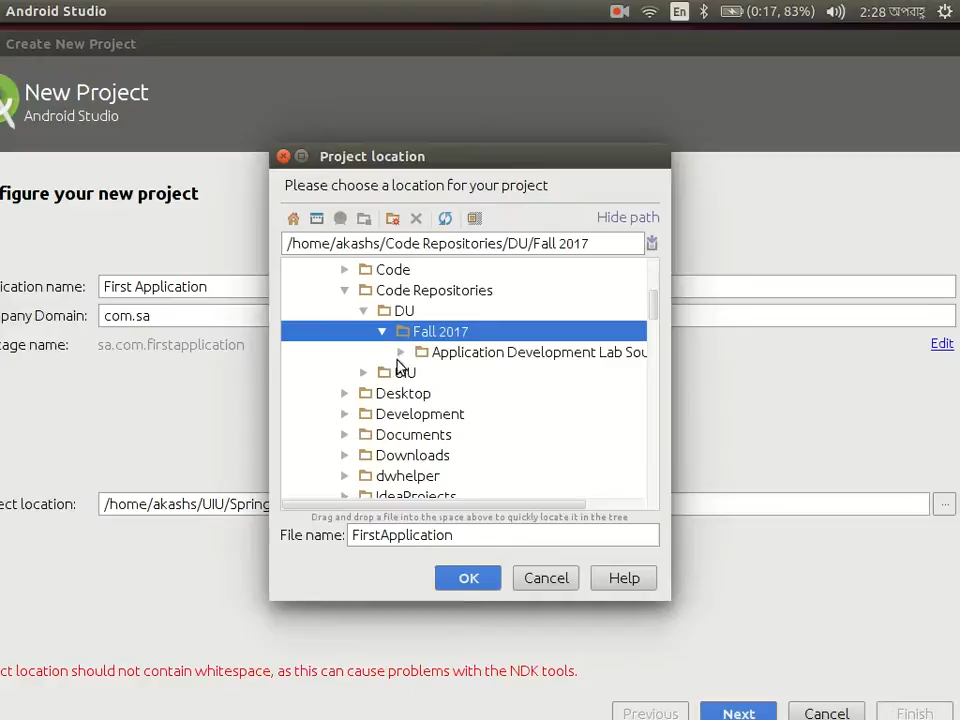 Android Studio
En
(0:17, 83%)
2:28 অপরাহ্ণ
Create New Project
New Project
Android Studio
figure your new project
Project location
Please choose a location for your project
Hide path
/home/akashs/Code Repositories/DU/Fall 2017
ication name:
First Application
Code
pany Domain:
com.sa
Code Repositories
DU
kage name:
sa.com.firstapplication
Fall 2017
Edit
Application Development Lab Sou
UIU
Desktop
Development
Documents
Downloads
dwhelper
IdeaProjects
ect location:
/home/akashs/UIU/Spring
...
Drag and drop a file into the space above to quickly locate it in the tree
File name:
FirstApplication
OK
Cancel
Help
ct location should not contain whitespace, as this can cause problems with the NDK tools.
Previous
Next
Cancel
Finish